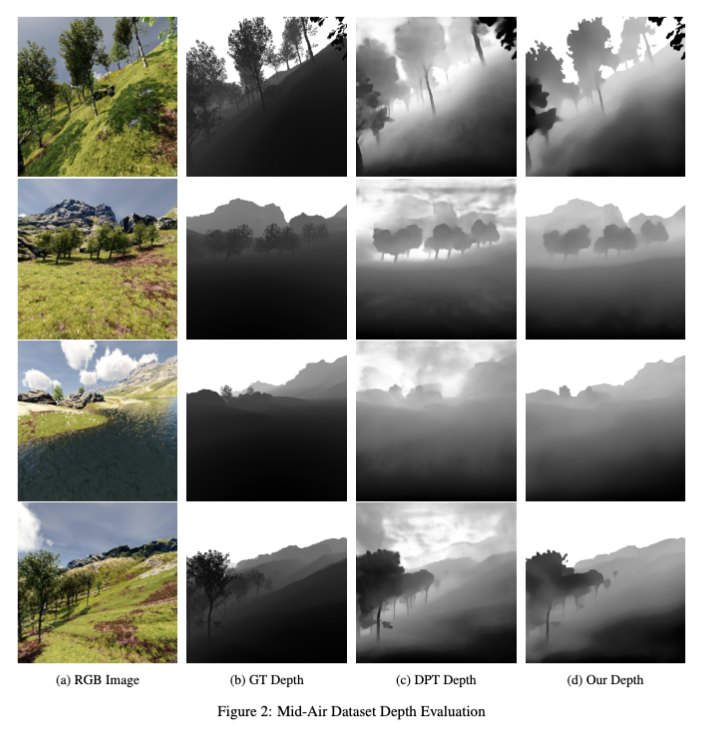 (a) RGB Image
(b) GT Depth
(c) DPT Depth
(d) Our Depth
Figure 2: Mid-Air Dataset Depth Evaluation